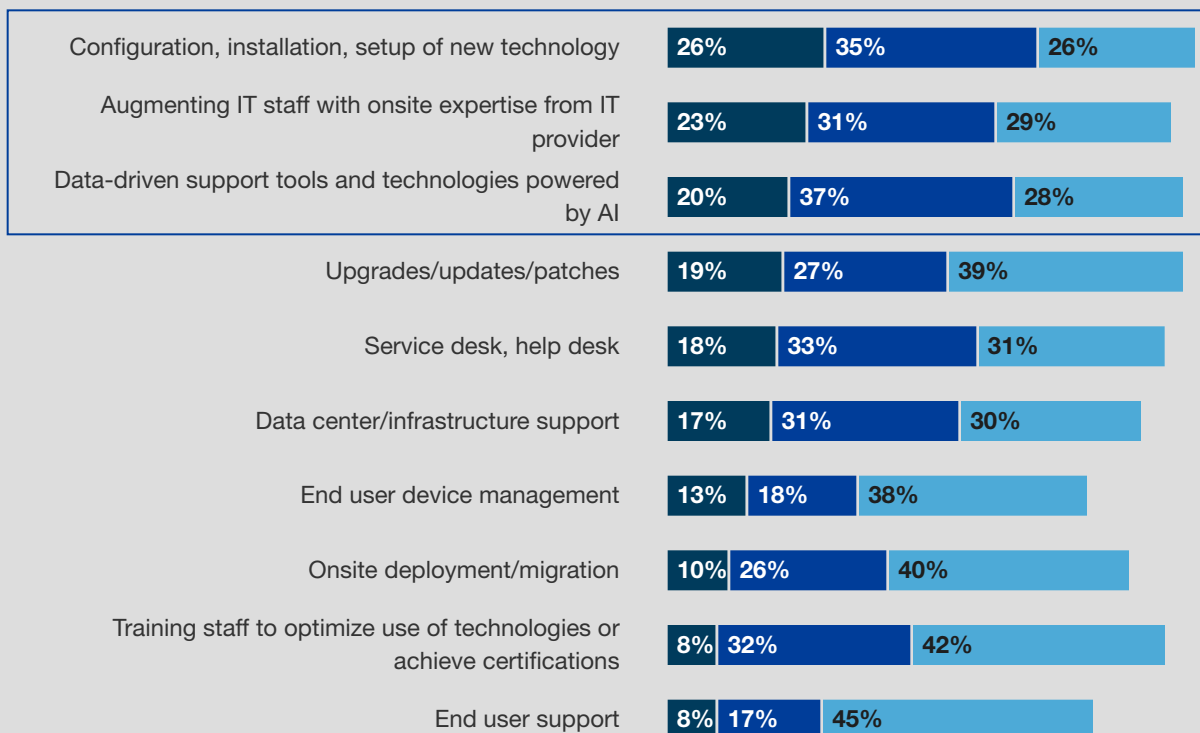 Configuration, installation, setup of new technology
26% 35% 26%
Augmenting IT staff with onsite expertise from IT
provider
23% 31% 29%
Data-driven support tools and technologies powered
by AI
20% 37% 28%
Upgrades/updates/patches
19% 27% 39%
Service desk, help desk
18% 33% 31%
Data center/infrastructure support
17% 31% 30%
End user device management
13% 18% 38%
Onsite deployment/migration
10% 26% 40%
Training staff to optimize use of technologies or
achieve certifications
8% 32% 42%
End user support
8% 17% 45%